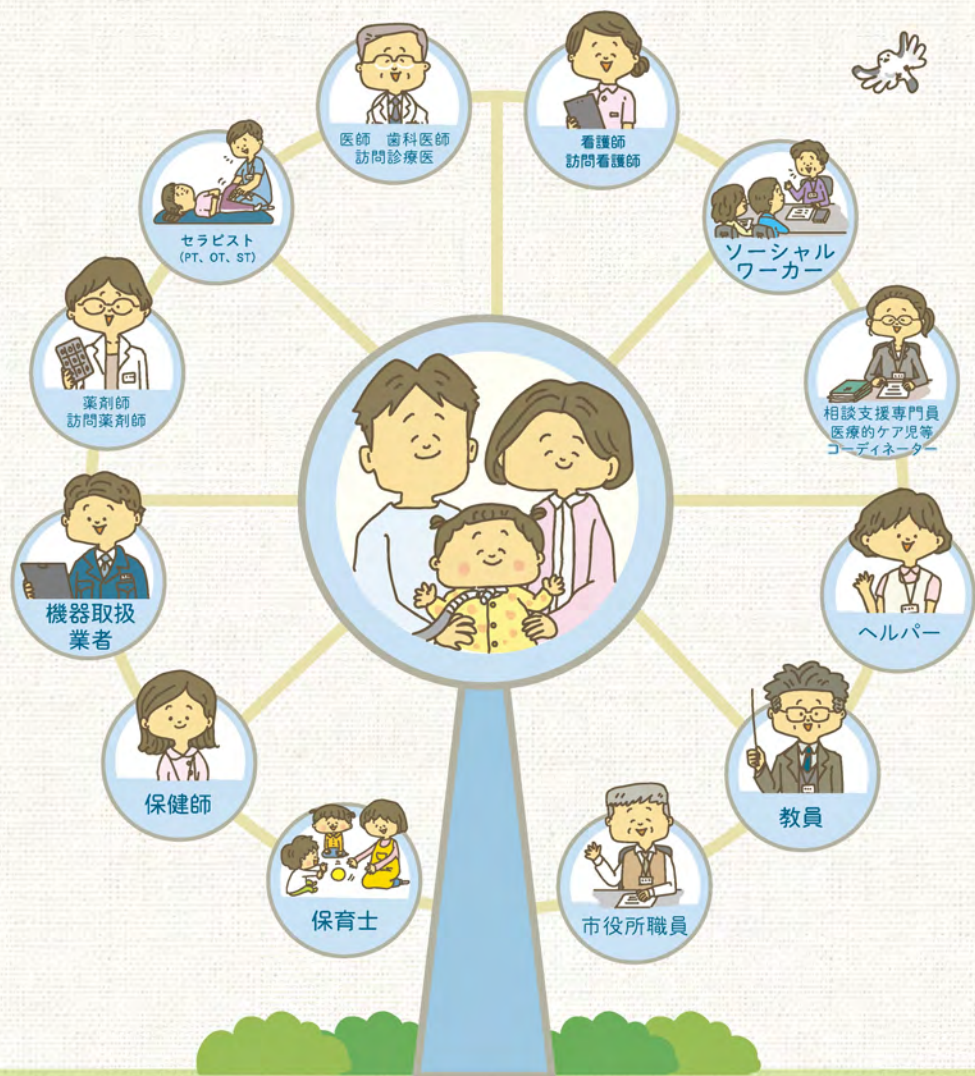 医師 歯科医師
訪問診療医
看護師
訪問看護師
セラピスト
(PT、OT、ST)
ソーシャル
ワーカー
薬剤師
訪問薬剤師
相談支援専門員
医療的ケア児等
コーディネーター
機器取扱
業者
ヘルパー
保健師
教員
保育士
市役所職員